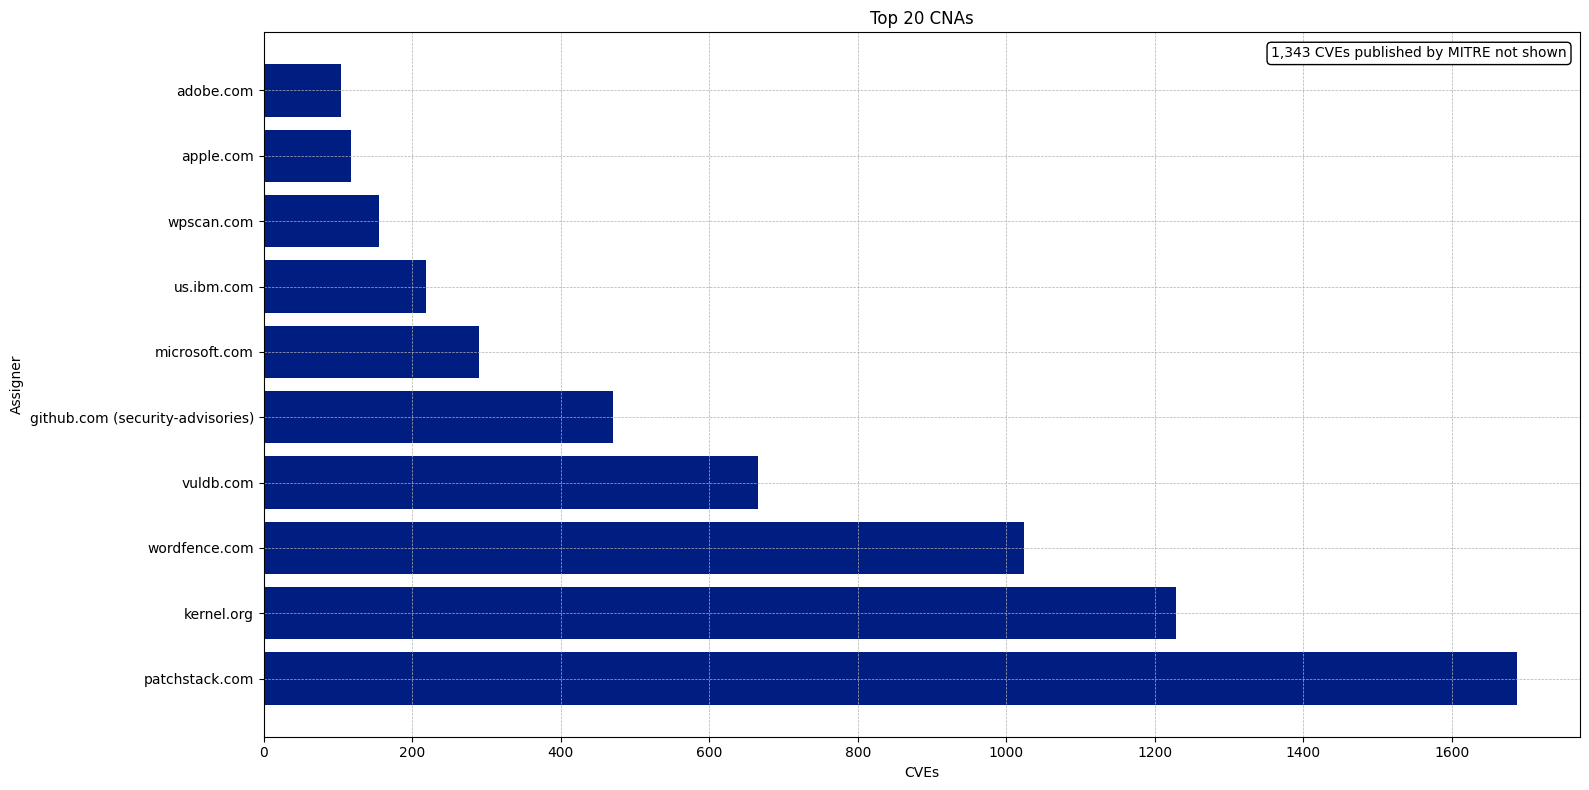 Top 20 CNAs
1,343 CVEs published by MITRE not shown
Assigner
adobe.com
apple.com
wpscan.com
us.ibm.com
microsoft.com
github.com (security-advisories)
vuldb.com
wordfence.com
kernel.org
patchstack.com
0 200 400 600 800 1000 1200 1400 1600
CVEs